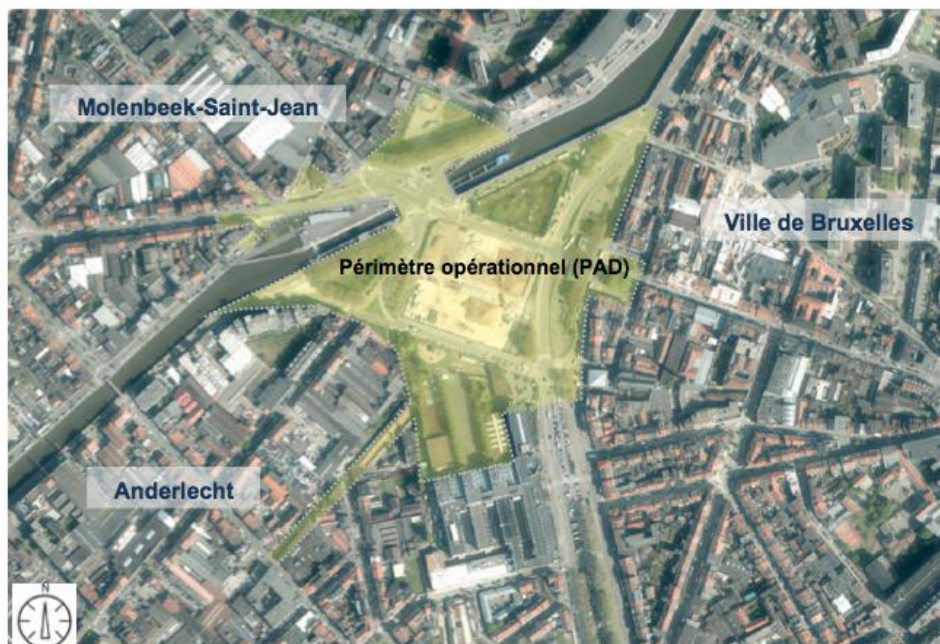 Molenbeek-Saint-Jean
Ville de Bruxelles
Périmètre opérationnel (PAD)
Anderlecht
N